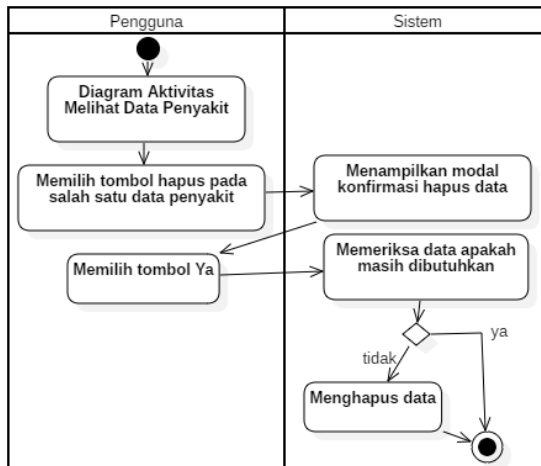 Pengguna
Sistem
Diagram Aktivitas
Melihat Data Penyakit
Memilih tombol hapus pada
salah satu data penyakit
Menampilkan modal
konfirmasi hapus data
Memilih tombol Ya
Memeriksa data apakah
masih dibutuhkan
ya
tidak
Menghapus data